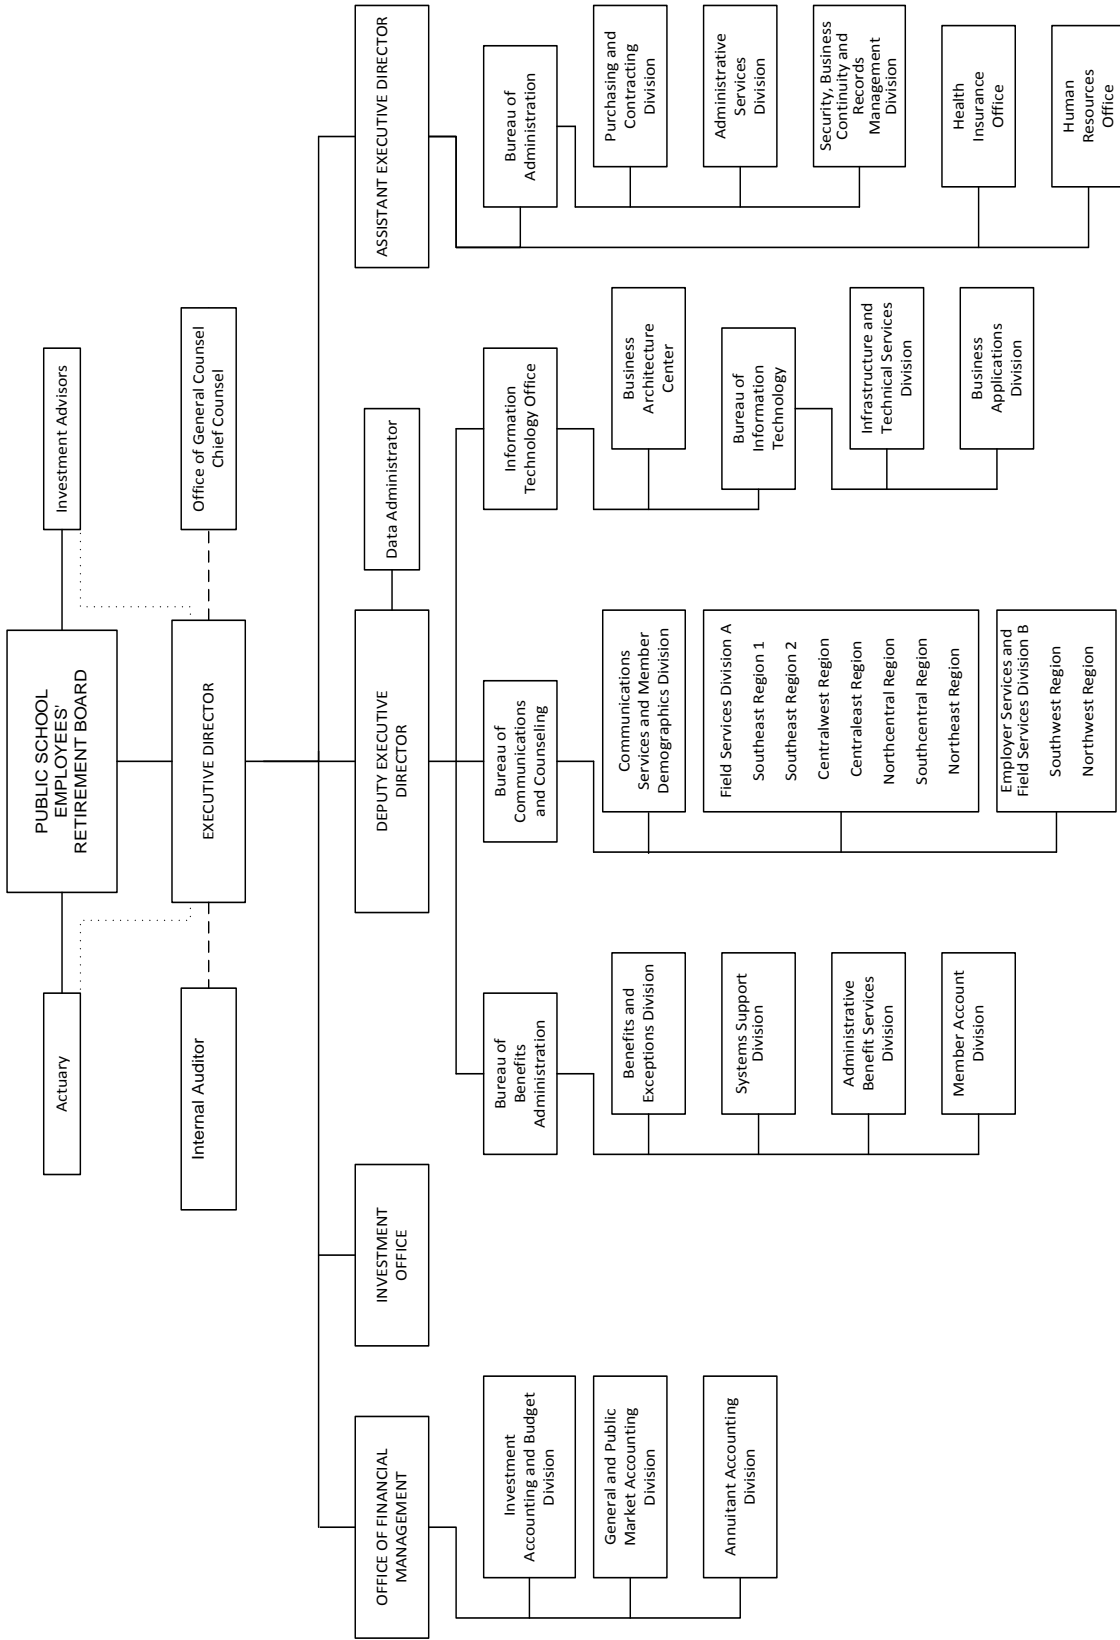 PUBLIC SCHOOL
EMPLOYEES'
RETIREMENT BOARD
Actuary
Investment Advisors
Internal Auditor
EXECUTIVE DIRECTOR
Office of General Counsel
Chief Counsel
OFFICE OF FINANCIAL
MANAGEMENT
INVESTMENT
OFFICE
DEPUTY EXECUTIVE
DIRECTOR
Data Administrator
ASSISTANT EXECUTIVE DIRECTOR
Investment
Accounting and Budget
Division
General and Public
Market Accounting
Division
Annuitant Accounting
Division
Bureau of
Benefits
Administration
Benefits and
Exceptions Division
Systems Support
Division
Administrative
Benefit Services
Division
Member Account
Division
Bureau of
Communications
and Counseling
Communications
Services and Member
Demographics Division
Field Services Division A
Southeast Region 1
Southeast Region 2
Centralwest Region
Centraleast Region
Northcentral Region
Southcentral Region
Northeast Region
Employer Services and
Field Services Division B
Southwest Region
Northwest Region
Information
Technology Office
Business
Architecture
Center
Bureau of
Information
Technology
Infrastructure and
Technical Services
Division
Business
Applications
Division
Bureau of
Administration
Purchasing and
Contracting
Division
Administrative
Services
Division
Security, Business
Continuity and
Records
Management
Division
Health
Insurance
Office
Human
Resources
Office